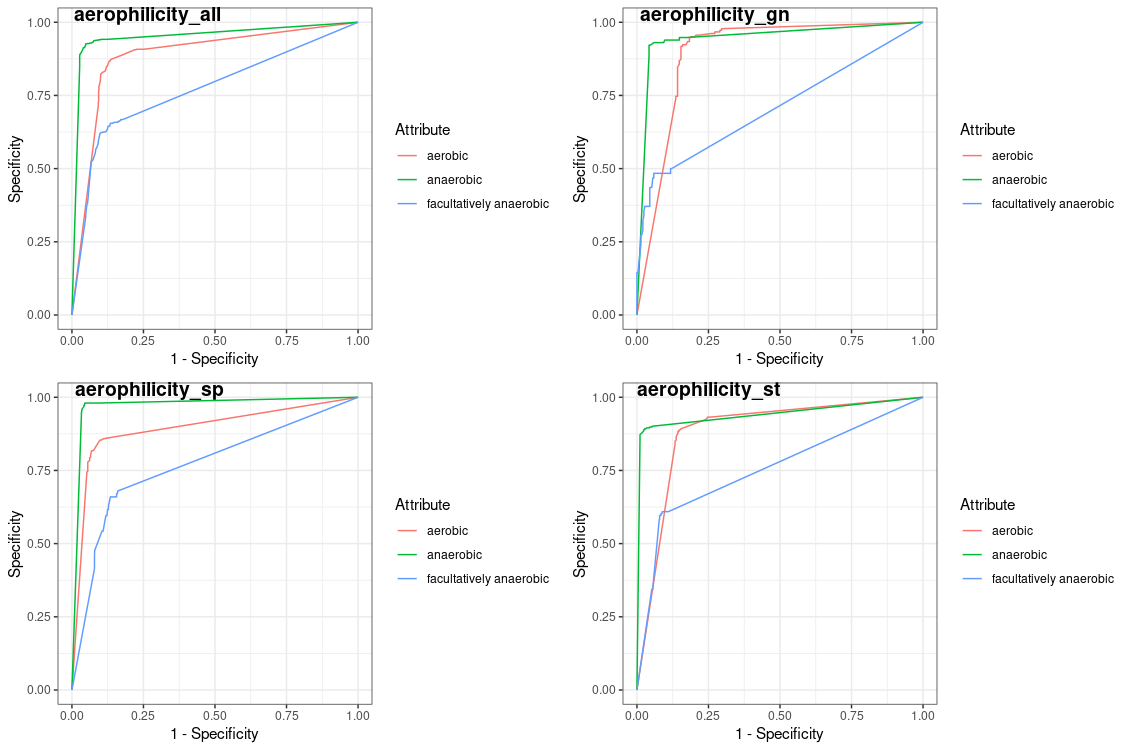 aerophilicity_all
1.00
0.75
0.50
0.25
0.00
Specificity
0.00 0.25 0.50 0.75 1.00
1 - Specificity
Attribute
aerobic
anaerobic
facultatively anaerobic
aerophilicity_gn
1.00
0.75
0.50
0.25
0.00
Specificity
0.00 0.25 0.50 0.75 1.00
1 - Specificity
Attribute
aerobic
anaerobic
facultatively anaerobic
aerophilicity_sp
1.00
0.75
0.50
0.25
0.00
Specificity
0.00 0.25 0.50 0.75 1.00
1 - Specificity
Attribute
aerobic
anaerobic
facultatively anaerobic
aerophilicity_st
1.00
0.75
0.50
0.25
0.00
Specificity
0.00 0.25 0.50 0.75 1.00
1 - Specificity
Attribute
aerobic
anaerobic
facultatively anaerobic